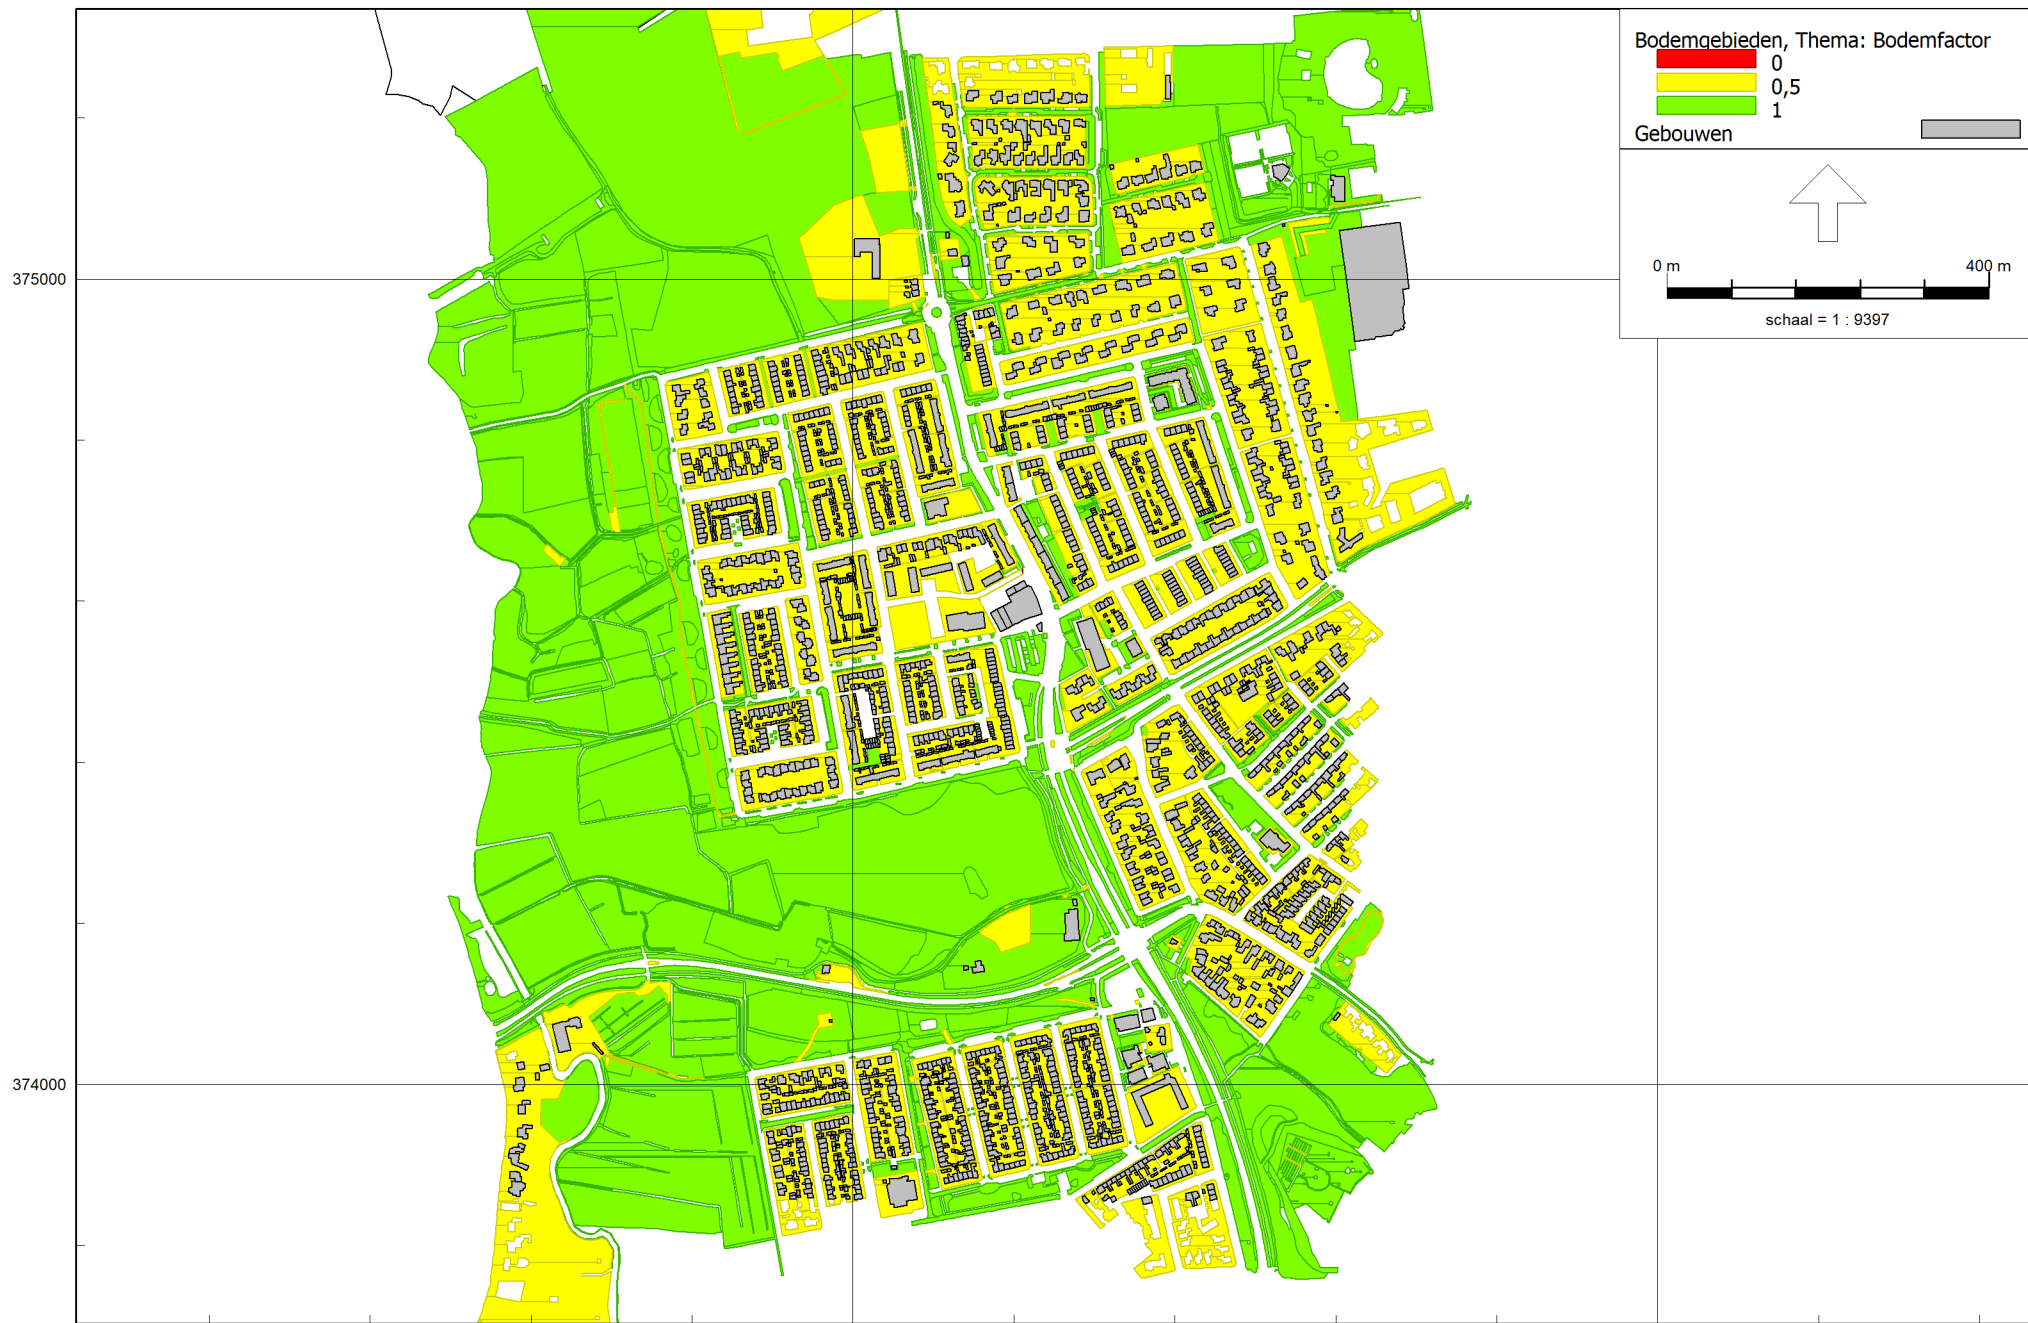 Bodemgebieden, Thema: Bodemfactor
0
0,5
1
Gebouwen
0 m 400 m
schaal = 1 : 9397
375000
374000